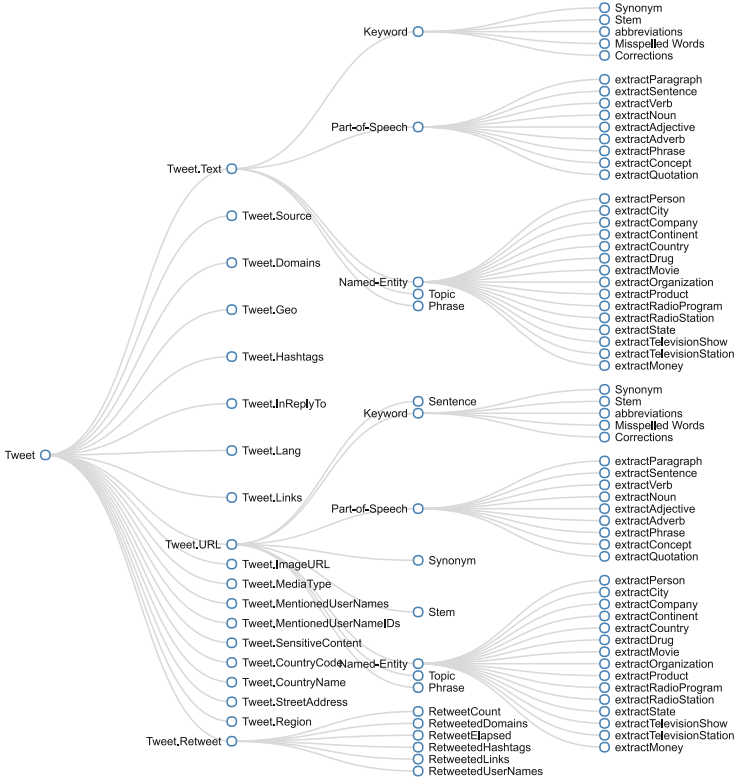 Tweet
Tweet.Text
Tweet.Source
Tweet.Domains
Tweet.Geo
Tweet.Hashtags
Tweet.InReplyTo
Tweet.Lang
Tweet.Links
Tweet.URL
Tweet.ImageURL
Tweet.MediaType
Tweet.MentionedUserNames
Tweet.MentionedUserNameIDs
Tweet.SensitiveContent
Tweet.CountryCode
Tweet.CountryName
Tweet.StreetAddress
Tweet.Region
Tweet.Retweet
Keyword
Part-of-Speech
Named-Entity
Topic
Phrase
Sentence
Keyword
Part-of-Speech
Synonym
Stem
Named-Entity
Topic
Phrase
RetweetCount
RetweetedDomains
RetweetElapsed
RetweetedHashtags
RetweetedLinks
RetweetedUserNames
Synonym
Stem
abbreviations
Misspelled Words
Corrections
extractParagraph
extractSentence
extractVerb
extractNoun
extractAdjective
extractAdverb
extractPhrase
extractConcept
extractQuotation
extractPerson
extractCity
extractCompany
extractContinent
extractCountry
extractDrug
extractMovie
extractOrganization
extractProduct
extractRadioProgram
extractRadioStation
extractState
extractTelevisionShow
extractTelevisionStation
extractMoney
Synonym
Stem
abbreviations
Misspelled Words
Corrections
extractParagraph
extractSentence
extractVerb
extractNoun
extractAdjective
extractAdverb
extractPhrase
extractConcept
extractQuotation
extractPerson
extractCity
extractCompany
extractContinent
extractCountry
extractDrug
extractMovie
extractOrganization
extractProduct
extractRadioProgram
extractRadioStation
extractState
extractTelevisionShow
extractTelevisionStation
extractMoney